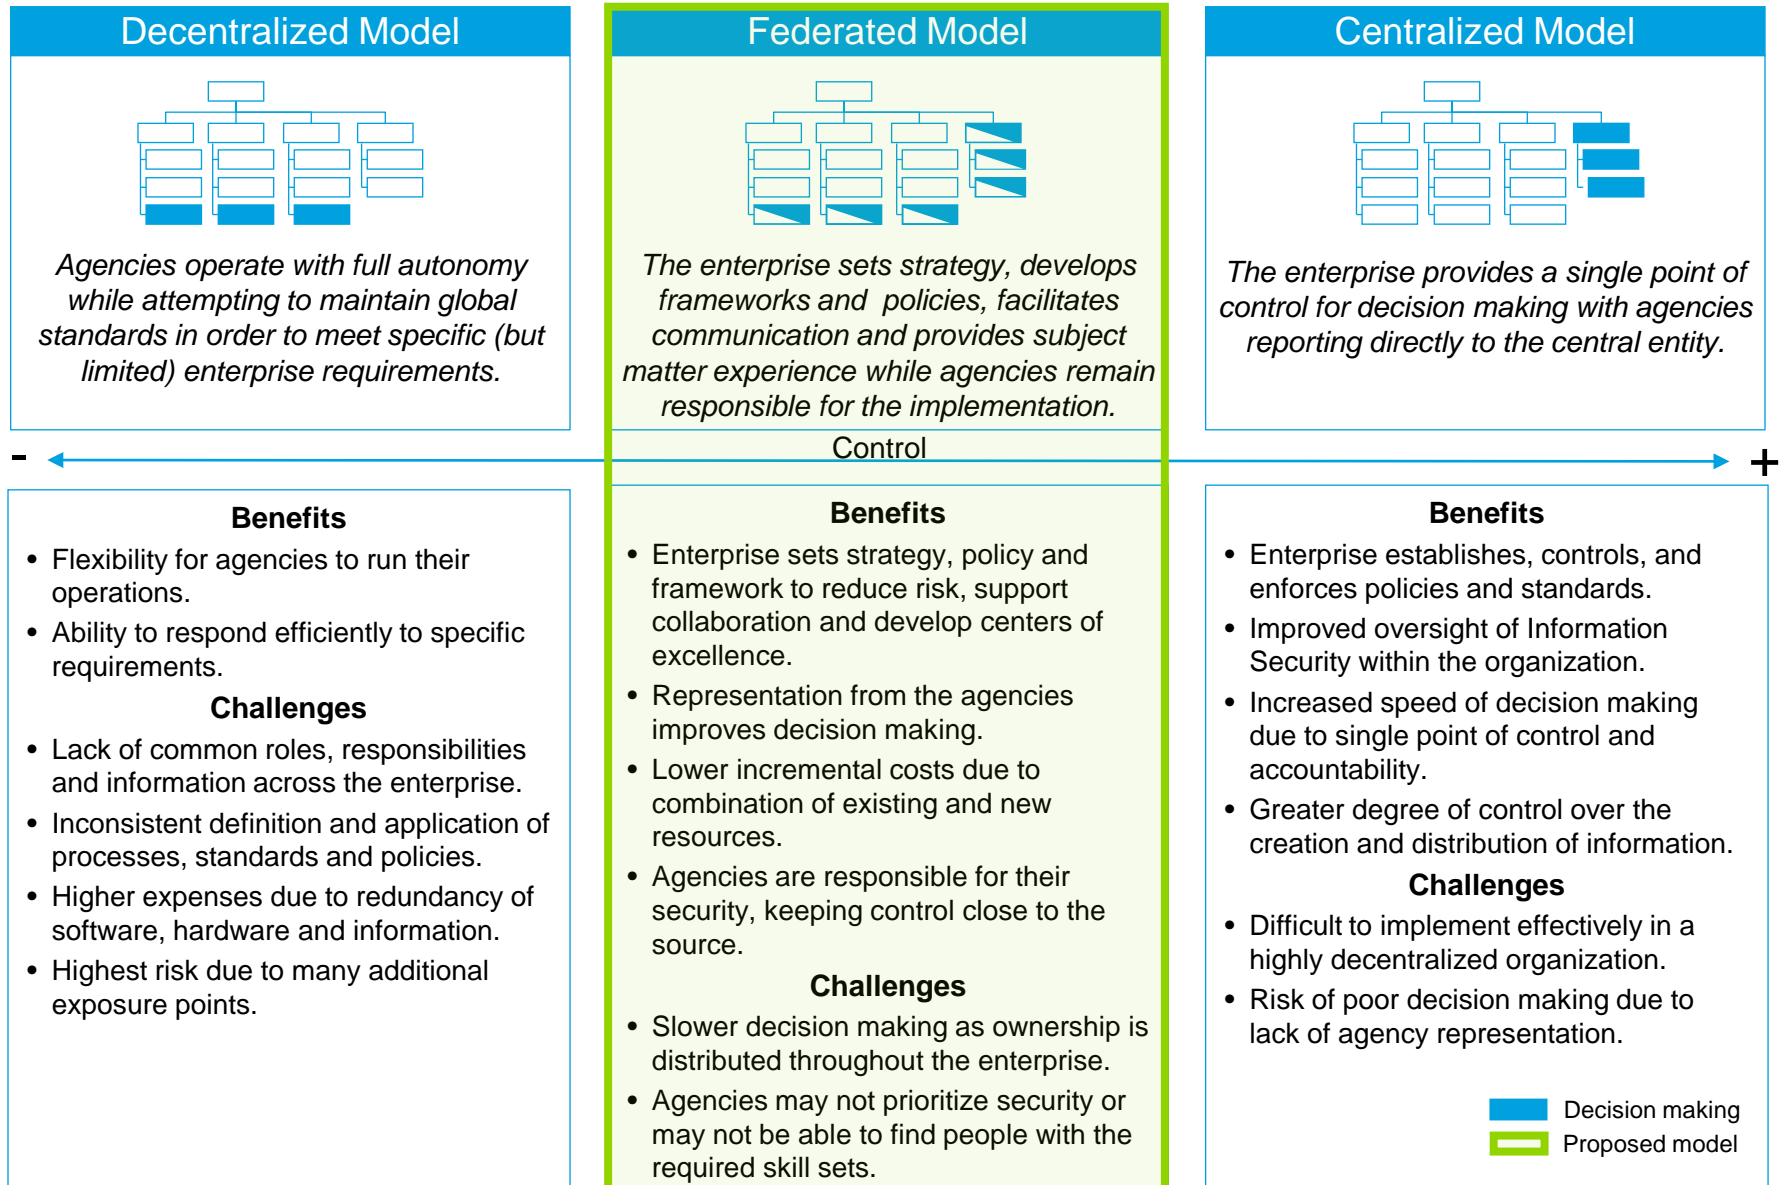 Decentralized Model
Agencies operate with full autonomy
while attempting to maintain global
standards in order to meet specific (but
limited) enterprise requirements.
Federated Model
The enterprise sets strategy, develops
frameworks and policies, facilitates
communication and provides subject
matter experience while agencies remain
responsible for the implementation.
Centralized Model
The enterprise provides a single point of
control for decision making with agencies
reporting directly to the central entity.
-
Control
+
Benefits
• Flexibility for agencies to run their
operations.
• Ability to respond efficiently to specific
requirements.
Challenges
• Lack of common roles, responsibilities
and information across the enterprise.
• Inconsistent definition and application of
processes, standards and policies.
• Higher expenses due to redundancy of
software, hardware and information.
• Highest risk due to many additional
exposure points.
Benefits
• Enterprise sets strategy, policy and
framework to reduce risk, support
collaboration and develop centers of
excellence.
• Representation from the agencies
improves decision making.
• Lower incremental costs due to
combination of existing and new
resources.
• Agencies are responsible for their
security, keeping control close to the
source.
Challenges
• Slower decision making as ownership is
distributed throughout the enterprise.
• Agencies may not prioritize security or
may not be able to find people with the
required skill sets.
Benefits
• Enterprise establishes, controls, and
enforces policies and standards.
• Improved oversight of Information
Security within the organization.
• Increased speed of decision making
due to single point of control and
accountability.
• Greater degree of control over the
creation and distribution of information.
Challenges
• Difficult to implement effectively in a
highly decentralized organization.
• Risk of poor decision making due to
lack of agency representation.
Decision making
Proposed model